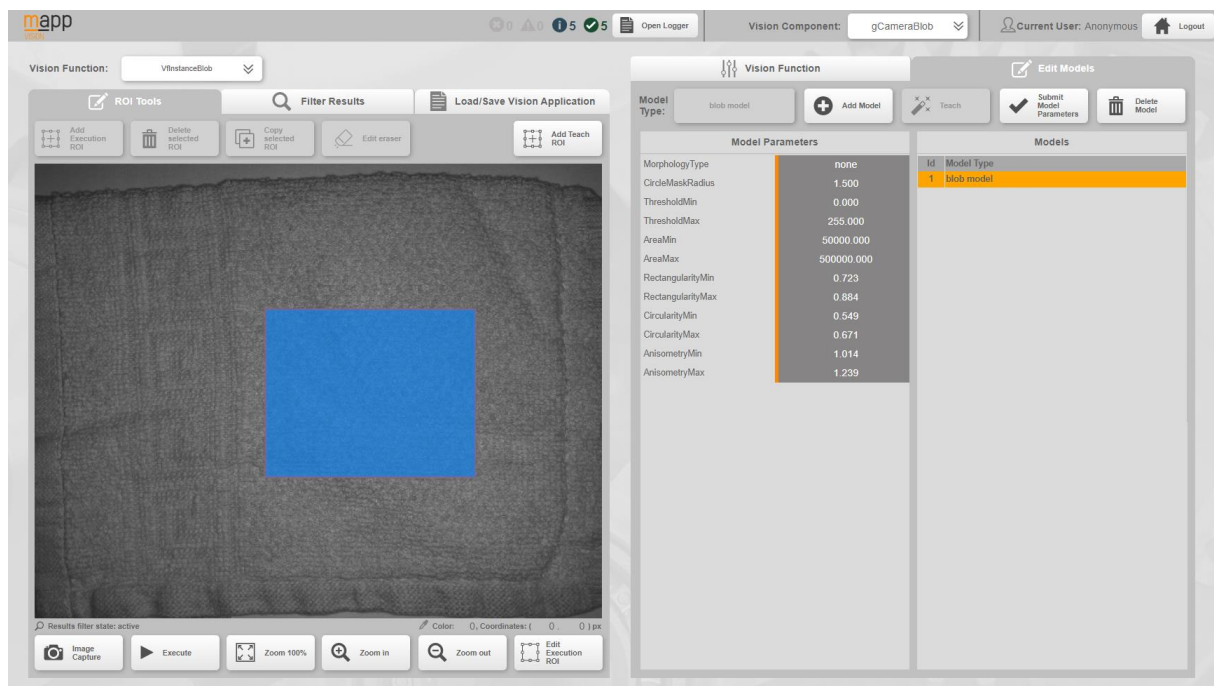 mapp
VISION
0 0 5 5 Open Logger Vision Component: gCameraBlob Current User: Anonymous Logout
Vision Function: VfInstanceBlob
ROI Tools Filter Results Load/Save Vision Application
Add Execution ROI
Delete selected ROI
Copy selected ROI
Edit eraser
Add Teach ROI
Results filter state: active
Color: 0, Coordinates: ( 0 , 0 ) px
Image Capture
Execute
Zoom 100%
Zoom in
Zoom out
Edit Execution ROI
Vision Function Edit Models
Model Type: blob model
Add Model
Teach
Submit Model Parameters
Delete Model
Model Parameters
MorphologyType none
CircleMaskRadius 1.500
ThresholdMin 0.000
ThresholdMax 255.000
AreaMin 50000.000
AreaMax 500000.000
RectangularityMin 0.723
RectangularityMax 0.884
CircularityMin 0.549
CircularityMax 0.671
AnisometryMin 1.014
AnisometryMax 1.239
Models
Id Model Type
1 blob model